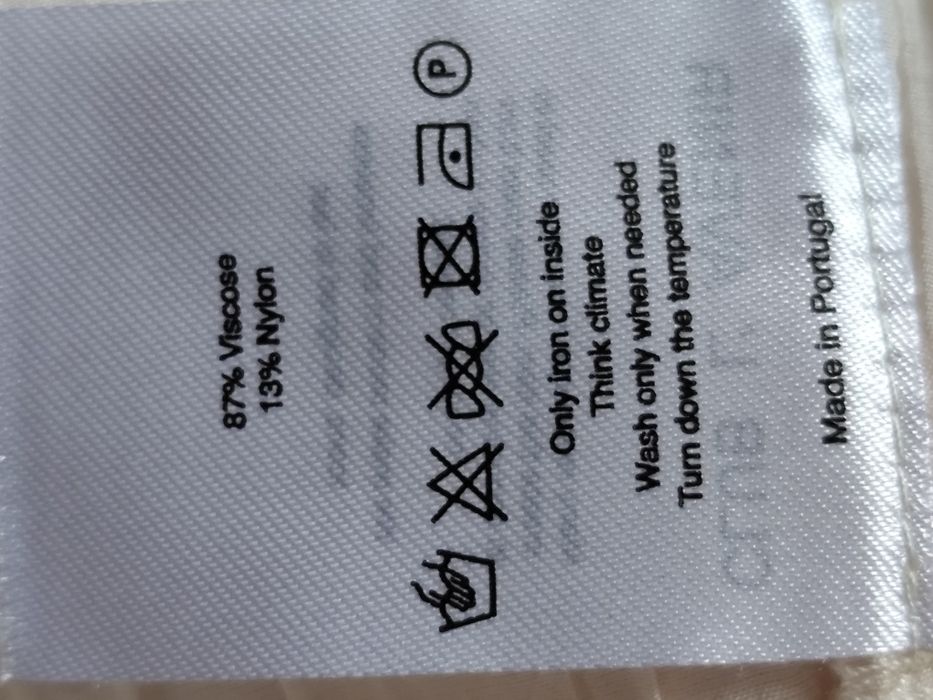 87% Viscose
13% Nylon
P
Only iron on inside
Think climate
Wash only when needed
Turn down the temperature
Made in Portugal